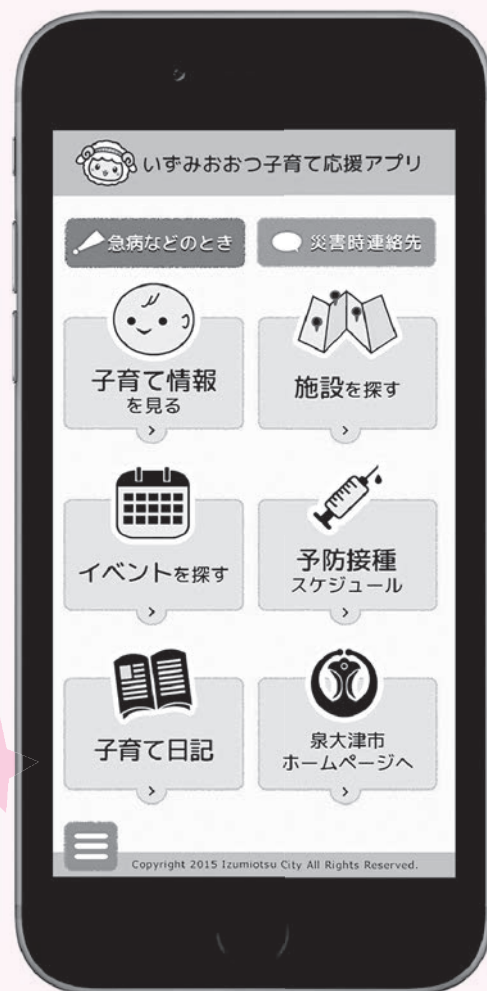 いずみおおつ子育て応援アプリ
急病などのとき
災害時連絡先
子育て情報
を見る
施設を探す
イベントを探す
予防接種
スケジュール
子育て日記
泉大津市
ホームページへ
Copyright 2015 Izumiotsu City All Rights Reserved.